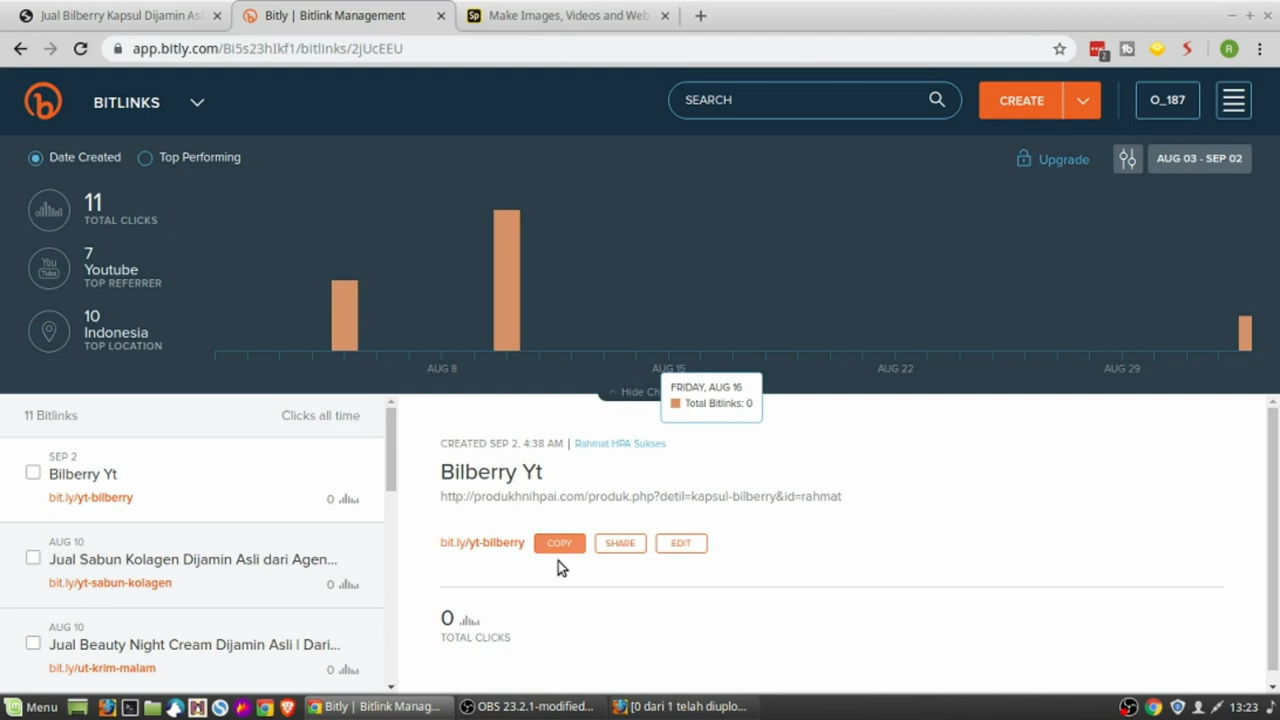 Jual Bilberry Kapsul Dijamin Asl
Bitly | Bitlink Management
Make Images, Videos and Web
app.bitly.com/Bi5s23hIkf1/bitlinks/2jUcEEU
BITLINKS
SEARCH
CREATE
O_187
Date Created
Top Performing
Upgrade
AUG 03 - SEP 02
11
TOTAL CLICKS
7
Youtube
TOP REFERRER
10
Indonesia
TOP LOCATION
AUG 8
AUG 15
AUG 22
AUG 29
Hide Ch
FRIDAY, AUG 16
Total Bitlinks: 0
11 Bitlinks
Clicks all time
SEP 2
Bilberry Yt
bit.ly/yt-bilberry
0
AUG 10
Jual Sabun Kolagen Dijamin Asli dari Agen...
bit.ly/yt-sabun-kolagen
0
AUG 10
Jual Beauty Night Cream Dijamin Asli | Dari...
bit.ly/ut-krim-malam
0
CREATED SEP 2, 4:38 AM | Rahmat HPA Sukses
Bilberry Yt
http://produkhnihpai.com/produk.php?detil=kapsul-bilberry&id=rahmat
bit.ly/yt-bilberry
COPY
SHARE
EDIT
0
TOTAL CLICKS
Menu
Bitly | Bitlink Manag...
OBS 23.2.1-modified...
[0 dari 1 telah diuplo...
13:23